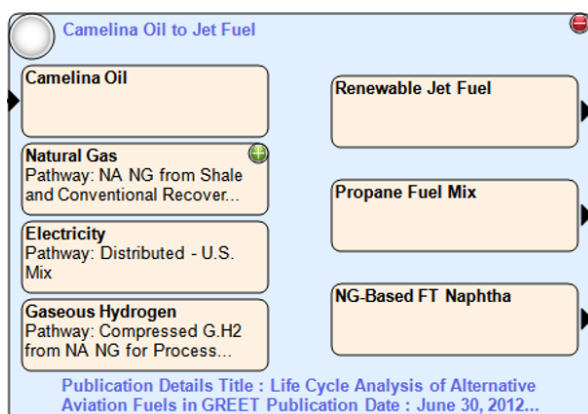 Camelina Oil to Jet Fuel
Camelina Oil
Natural Gas
Pathway: NA NG from Shale
and Conventional Recover...
Electricity
Pathway: Distributed - U.S.
Mix
Gaseous Hydrogen
Pathway: Compressed G.H2
from NA NG for Process...
Renewable Jet Fuel
Propane Fuel Mix
NG-Based FT Naphtha
Publication Details Title : Life Cycle Analysis of Alternative
Aviation Fuels in GREET Publication Date : June 30, 2012...